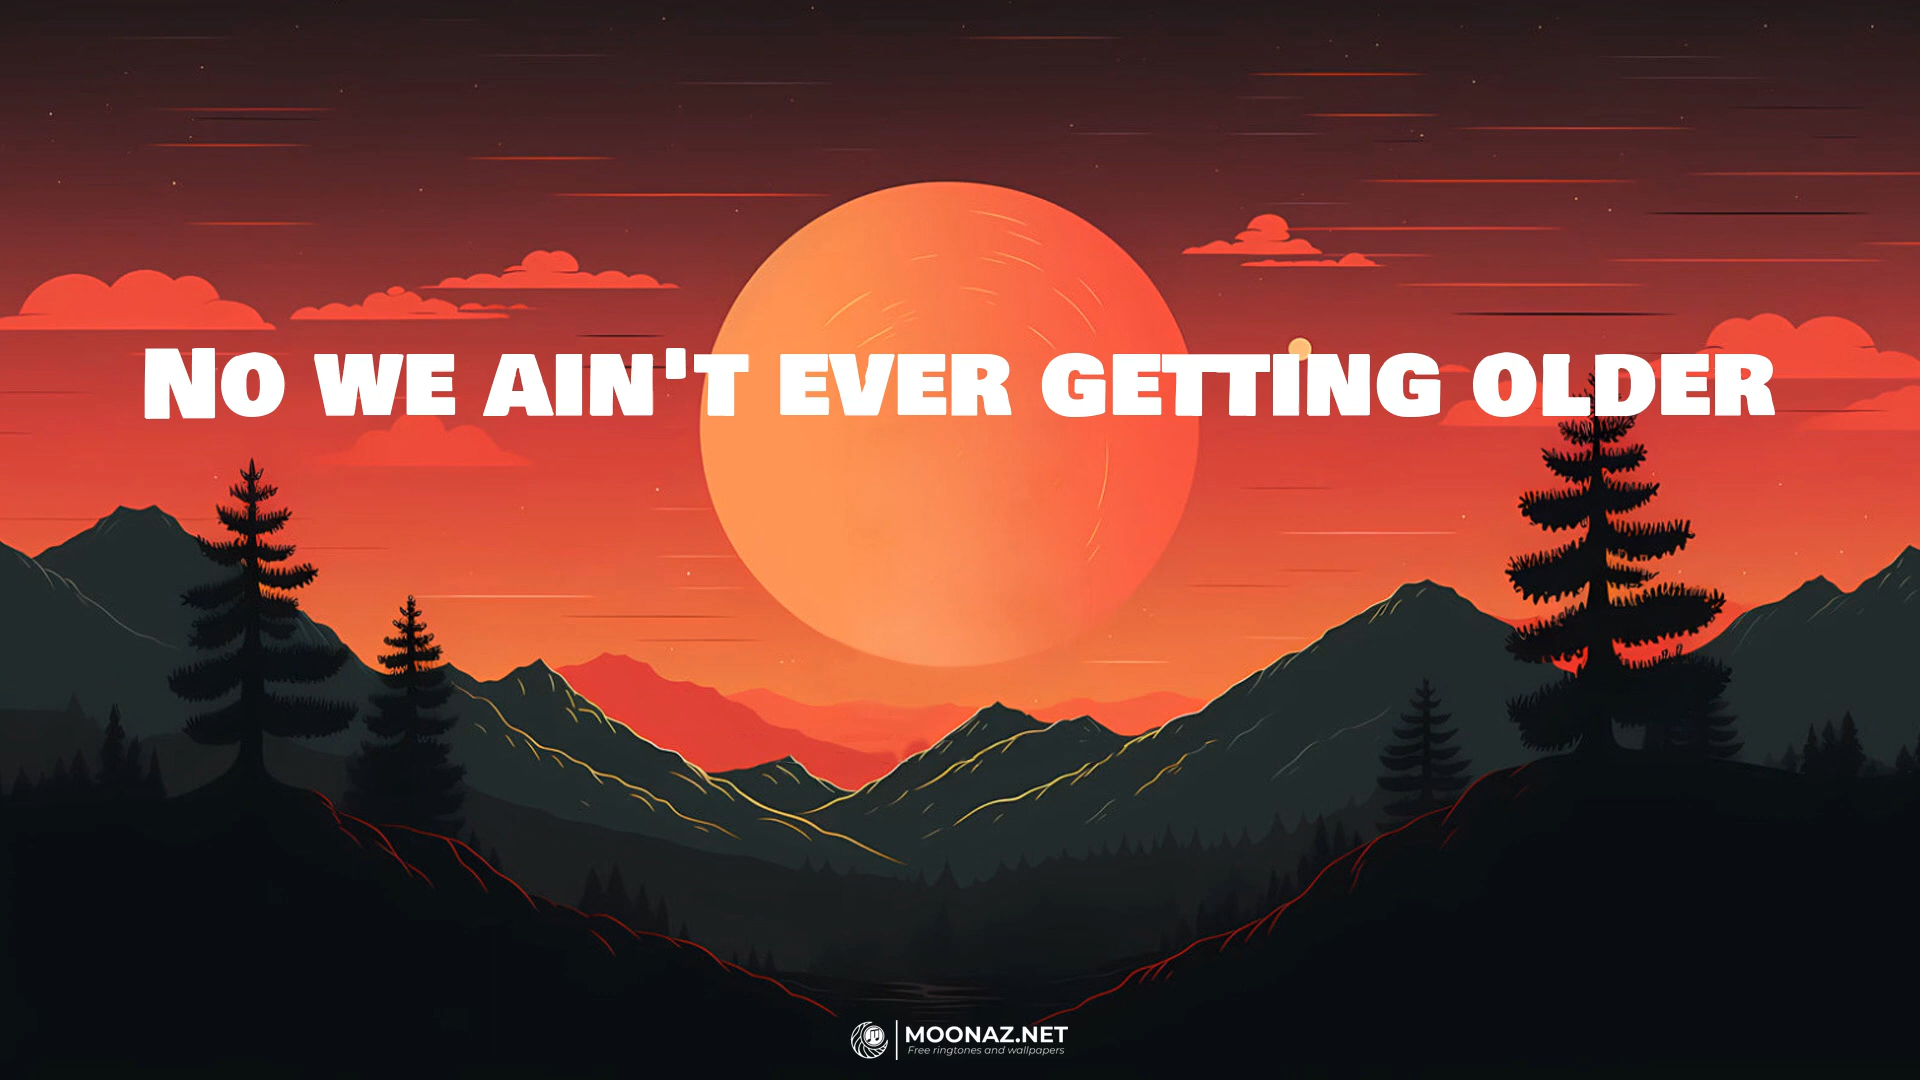 No we ain't ever getting older
MOONAZ.NET
Free ringtones and wallpapers